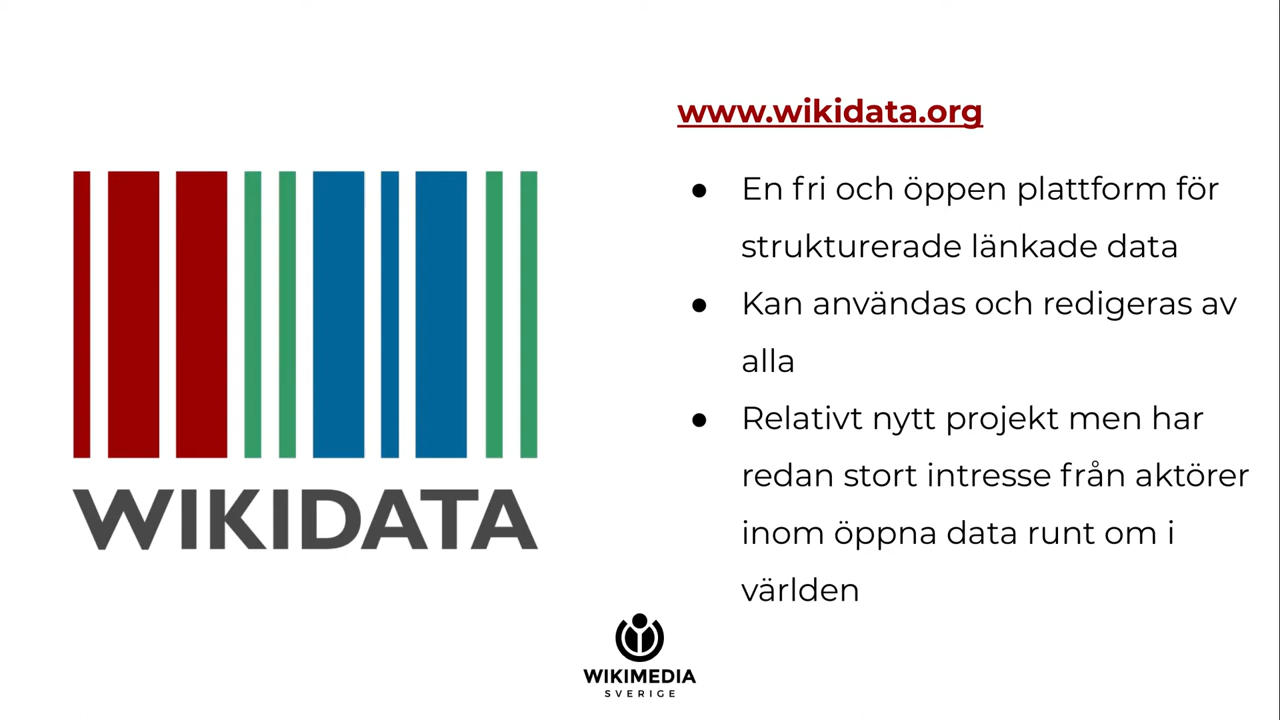 www.wikidata.org
● En fri och öppen plattform för
strukturerade länkade data
● Kan användas och redigeras av
alla
● Relativt nytt projekt men har
redan stort intresse från aktörer
inom öppna data runt om i
världen
WIKIDATA
WIKIMEDIA
SVERIGE